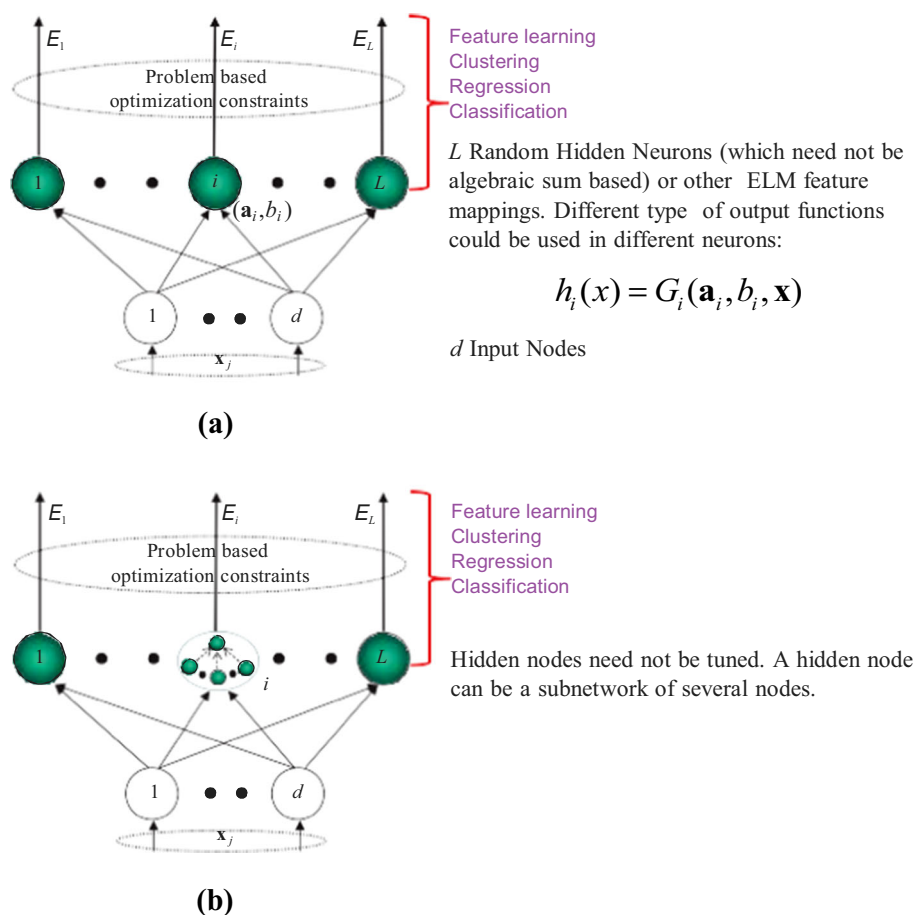 E₁ Eᵢ E_L
Problem based
optimization constraints
Feature learning
Clustering
Regression
Classification
1 i L
(aᵢ,bᵢ)
L Random Hidden Neurons (which need not be
algebraic sum based) or other ELM feature
mappings. Different type of output functions
could be used in different neurons:
hᵢ(x) = Gᵢ(aᵢ,bᵢ,x)
1 d
xⱼ
d Input Nodes
(a)
E₁ Eᵢ E_L
Problem based
optimization constraints
Feature learning
Clustering
Regression
Classification
1 i L
Hidden nodes need not be tuned. A hidden node
can be a subnetwork of several nodes.
1 d
xⱼ
(b)